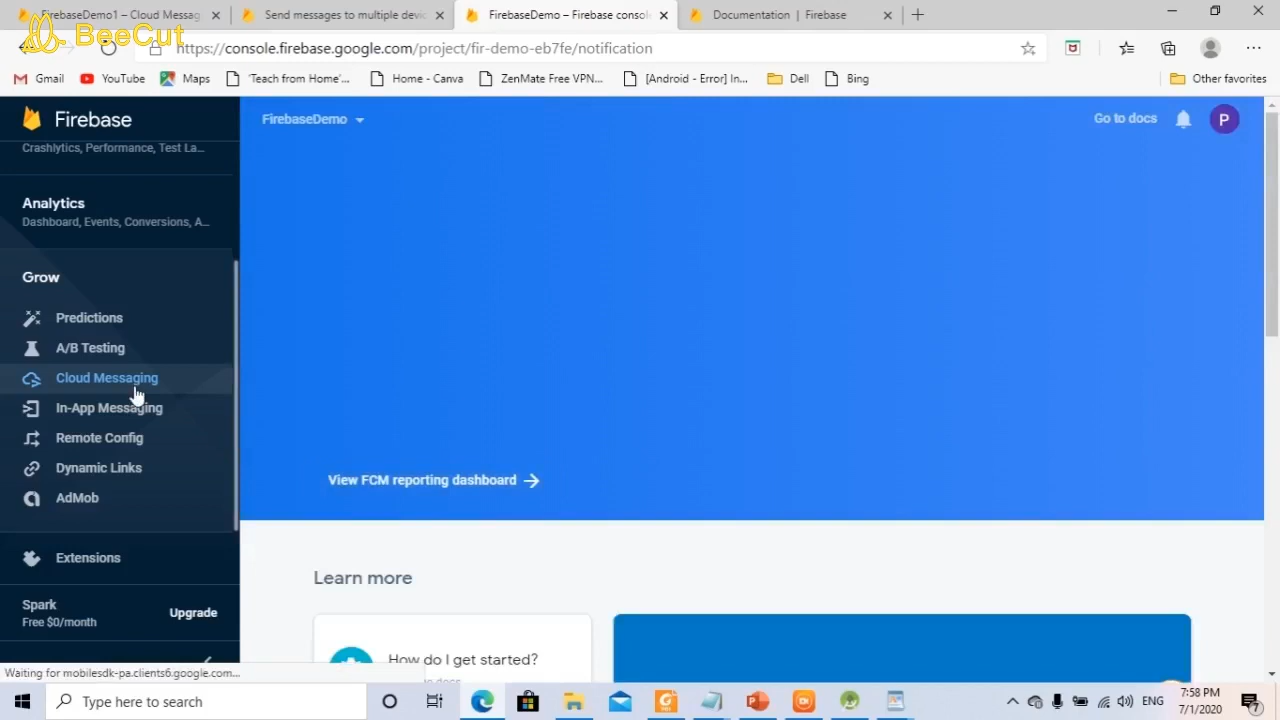 FirebaseDemo1 - Cloud Messag
Send messages to multiple devic
FirebaseDemo – Firebase console
Documentation | Firebase
BeeCut
https://console.firebase.google.com/project/fir-demo-eb7fe/notification
Gmail
YouTube
Maps
'Teach from Home'...
Home - Canva
ZenMate Free VPN...
[Android - Error] In...
Dell
Bing
Other favorites
Firebase
FirebaseDemo
Go to docs
P
Crashlytics, Performance, Test La...
Analytics
Dashboard, Events, Conversions, A...
Grow
Predictions
A/B Testing
Cloud Messaging
In-App Messaging
Remote Config
Dynamic Links
AdMob
Extensions
Spark
Free $0/month
Upgrade
View FCM reporting dashboard
Learn more
How do I get started?
Waiting for mobilesdk-pa.clients6.google.com...
Type here to search
ENG
7:58 PM
7/1/2020
7